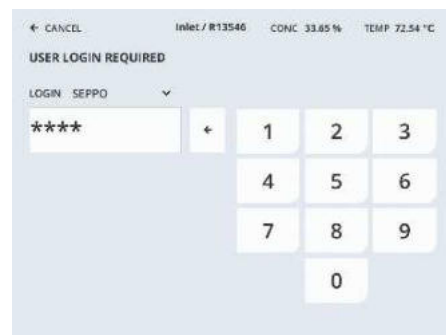 ← CANCEL Inlet / R13546 CONC 33.65 % TEMP 72.54 °C
USER LOGIN REQUIRED
LOGIN SEPPO
**** ← 1 2 3
4 5 6
7 8 9
0